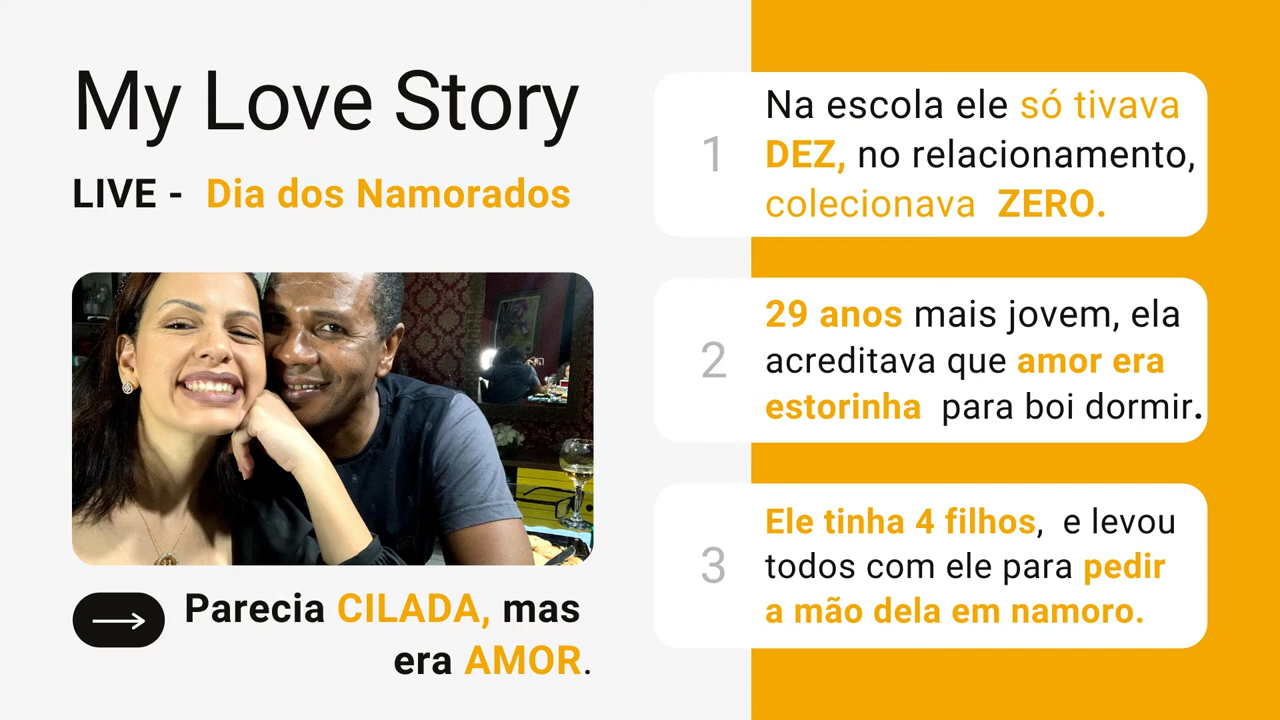 My Love Story
LIVE - Dia dos Namorados
Parecia CILADA, mas
era AMOR.
1
Na escola ele só tivava
DEZ, no relacionamento,
colecionava ZERO.
2
29 anos mais jovem, ela
acreditava que amor era
estorinha para boi dormir.
3
Ele tinha 4 filhos, e levou
todos com ele para pedir
a mão dela em namoro.